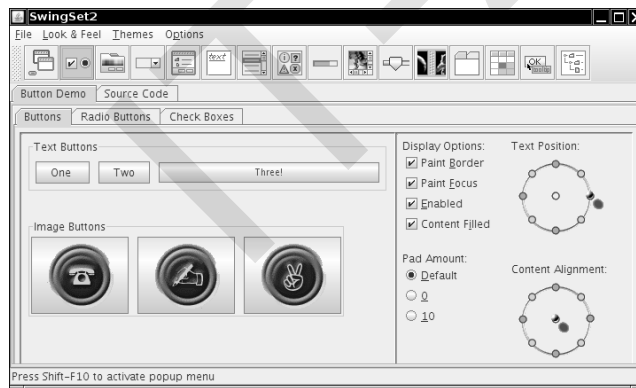 SwingSet2
File Look & Feel Themes Options
text
OK
Button Demo Source Code
Buttons Radio Buttons Check Boxes
Text Buttons
One Two Three!
Image Buttons
Display Options:
Paint Border
Paint Focus
Enabled
Content Filled
Pad Amount:
Default
0
10
Text Position:
Content Alignment:
Press Shift-F10 to activate popup menu